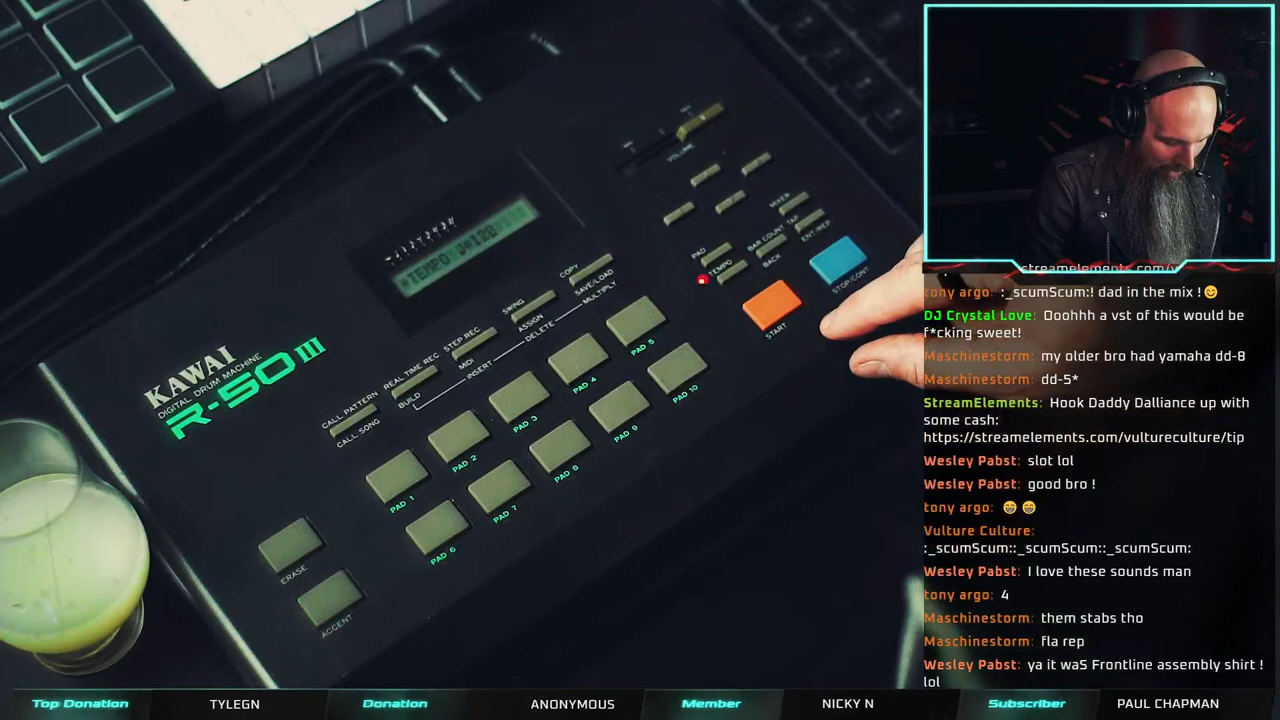 KAWAI
DIGITAL DRUM MACHINE
R-50 III
*TEMPO ♩=120
VOLUME
MIXER
PAD
BAR COUNT TAP
ENT/REP
TEMPO
BACK
STOP/CONT
START
COPY
SAVE/LOAD
MULTIPLY
SWING
ASSIGN
DELETE
STEP REC
MIDI
INSERT
REAL TIME REC
BUILD
CALL PATTERN
CALL SONG
PAD 1
PAD 2
PAD 3
PAD 4
PAD 5
PAD 6
PAD 7
PAD 8
PAD 9
PAD 10
ERASE
ACCENT
tony argo: :_scumScum:! dad in the mix !😊
DJ Crystal Love: Ooohhh a vst of this would be
f*cking sweet!
Maschinestorm: my older bro had yamaha dd-8
Maschinestorm: dd-5*
StreamElements: Hook Daddy Dalliance up with
some cash:
https://streamelements.com/vultureculture/tip
Wesley Pabst: slot lol
Wesley Pabst: good bro !
tony argo: 😁 😁
Vulture Culture:
:_scumScum::_scumScum::_scumScum:
Wesley Pabst: I love these sounds man
tony argo: 4
Maschinestorm: them stabs tho
Maschinestorm: fla rep
Wesley Pabst: ya it waS Frontline assembly shirt !
lol
Top Donation TYLEGN Donation ANONYMOUS Member NICKY N Subscriber PAUL CHAPMAN